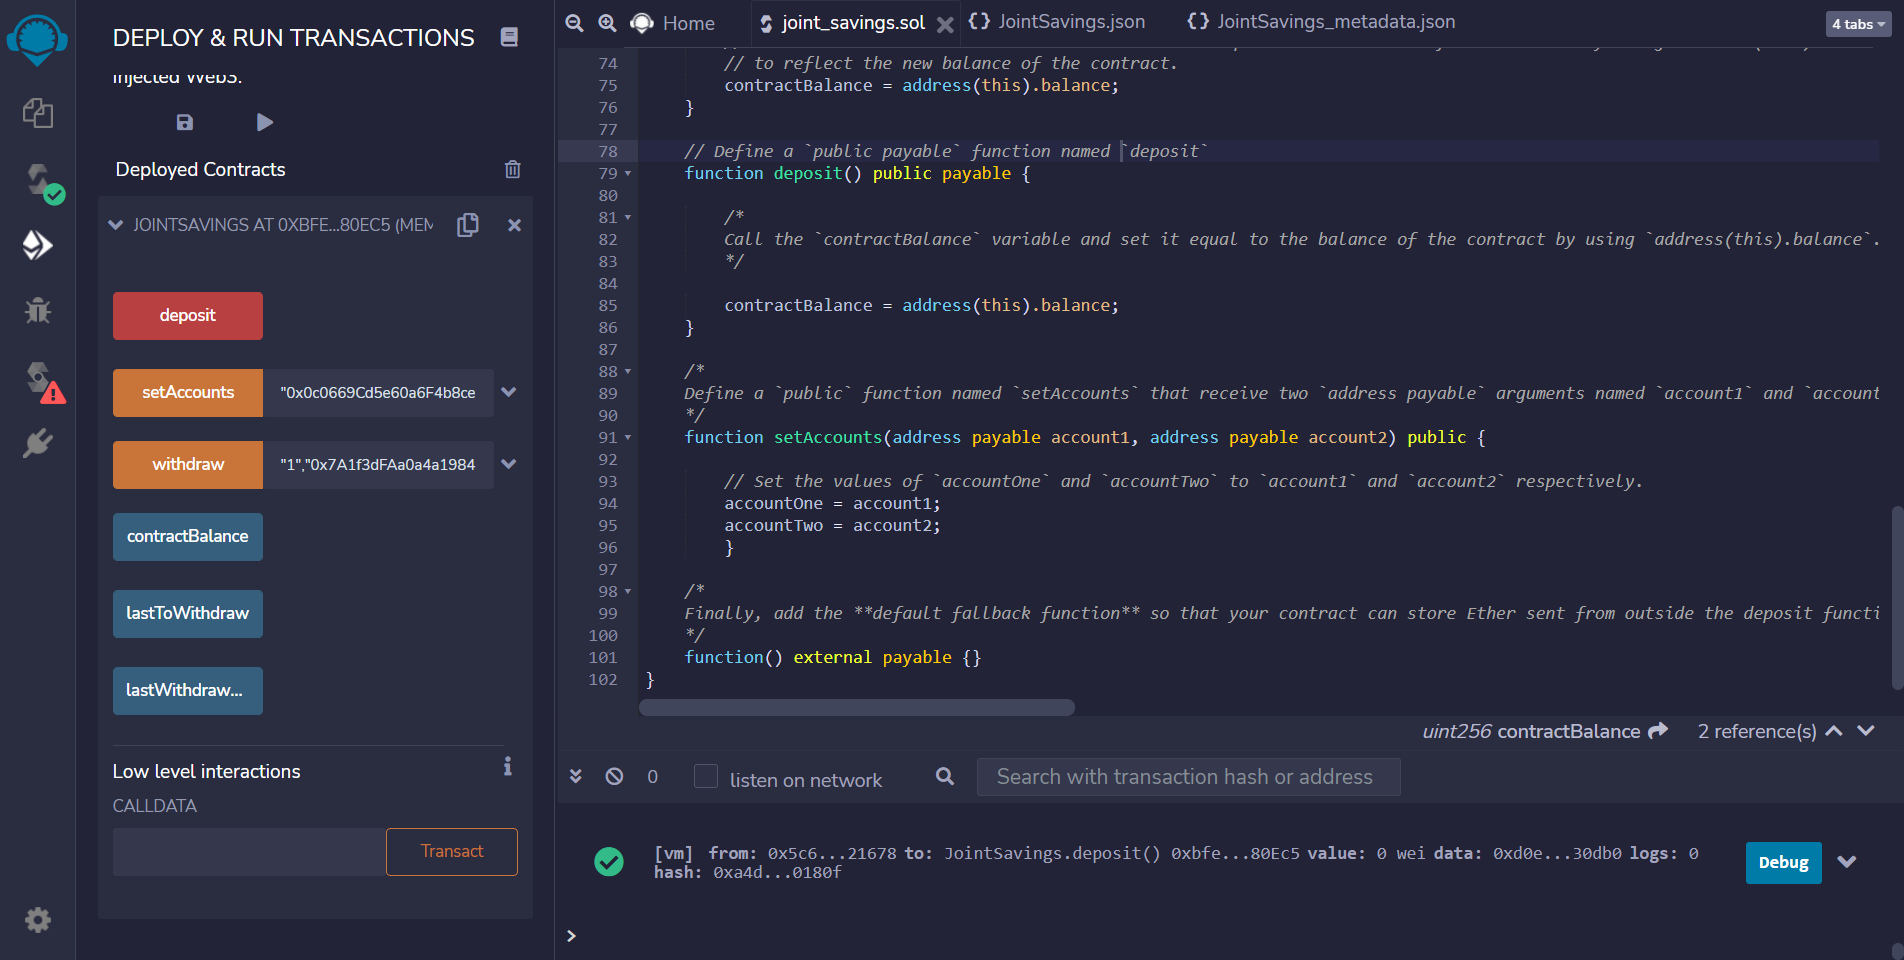 DEPLOY & RUN TRANSACTIONS
Injected Web3.
Deployed Contracts
JOINTSAVINGS AT 0XBFE...80EC5 (MEM
deposit
setAccounts "0x0c0669Cd5e60a6F4b8ce
withdraw "1","0x7A1f3dFAa0a4a1984
contractBalance
lastToWithdraw
lastWithdraw...
Low level interactions
CALLDATA
Transact
Home joint_savings.sol JointSavings.json JointSavings_metadata.json 4 tabs
74 // to reflect the new balance of the contract.
75 contractBalance = address(this).balance;
76 }
77
78 // Define a `public payable` function named `deposit`
79 function deposit() public payable {
80
81 /*
82 Call the `contractBalance` variable and set it equal to the balance of the contract by using `address(this).balance`.
83 */
84
85 contractBalance = address(this).balance;
86 }
87
88 /*
89 Define a `public` function named `setAccounts` that receive two `address payable` arguments named `account1` and `account
90 */
91 function setAccounts(address payable account1, address payable account2) public {
92
93 // Set the values of `accountOne` and `accountTwo` to `account1` and `account2` respectively.
94 accountOne = account1;
95 accountTwo = account2;
96 }
97
98 /*
99 Finally, add the **default fallback function** so that your contract can store Ether sent from outside the deposit functi
100 */
101 function() external payable {}
102 }
uint256 contractBalance 2 reference(s)
0 listen on network Search with transaction hash or address
[vm] from: 0x5c6...21678 to: JointSavings.deposit() 0xbfe...80Ec5 value: 0 wei data: 0xd0e...30db0 logs: 0
hash: 0xa4d...0180f
Debug
>